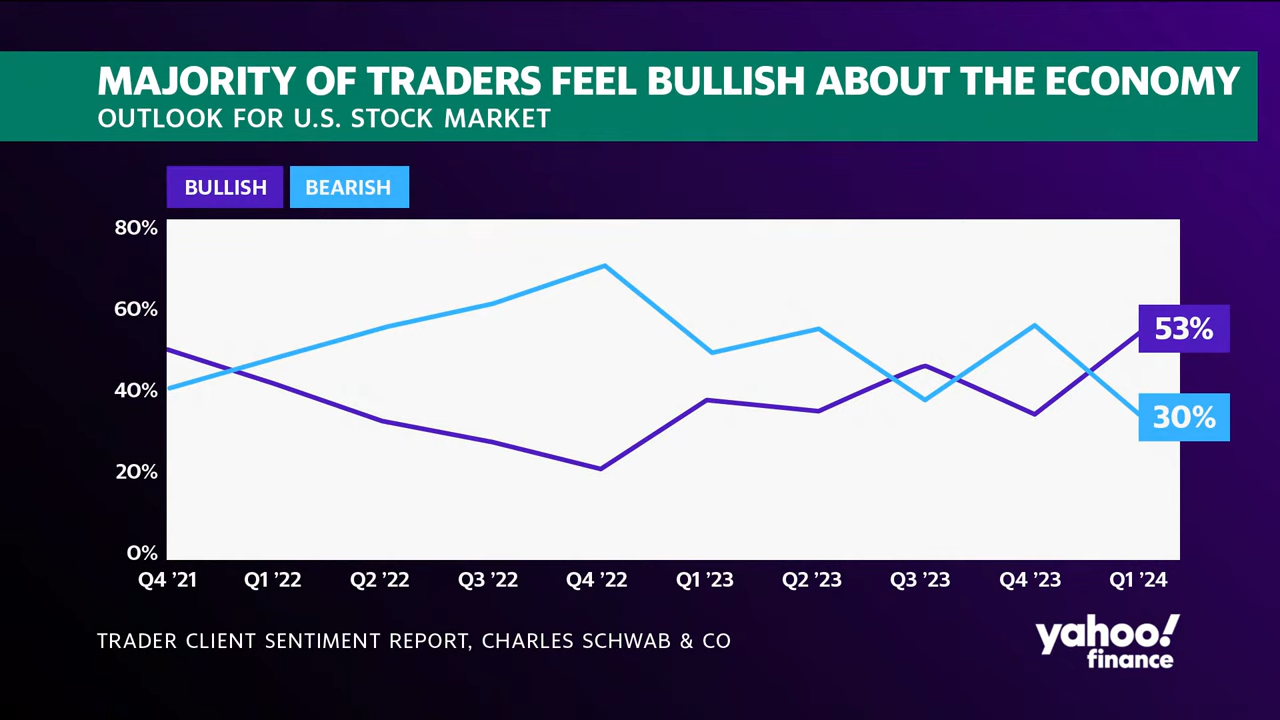 MAJORITY OF TRADERS FEEL BULLISH ABOUT THE ECONOMY
OUTLOOK FOR U.S. STOCK MARKET
BULLISH BEARISH
80%
60%
40%
20%
0%
53%
30%
Q4 ’21 Q1 ’22 Q2 ’22 Q3 ’22 Q4 ’22 Q1 ’23 Q2 ’23 Q3 ’23 Q4 ’23 Q1 ’24
TRADER CLIENT SENTIMENT REPORT, CHARLES SCHWAB & CO
yahoo!
finance